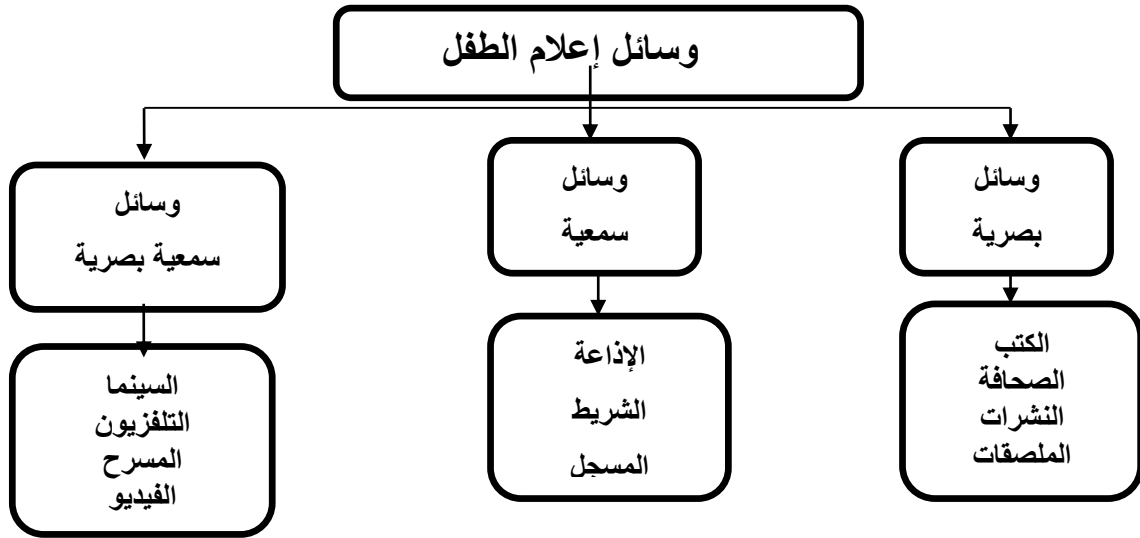 وسائل إعلام الطفل
وسائل
بصرية
وسائل
سمعية
وسائل
سمعية بصرية
الكتب
الصحافة
النشرات
الملصقات
الإذاعة
الشريط
المسجل
السينما
التلفزيون
المسرح
الفيديو